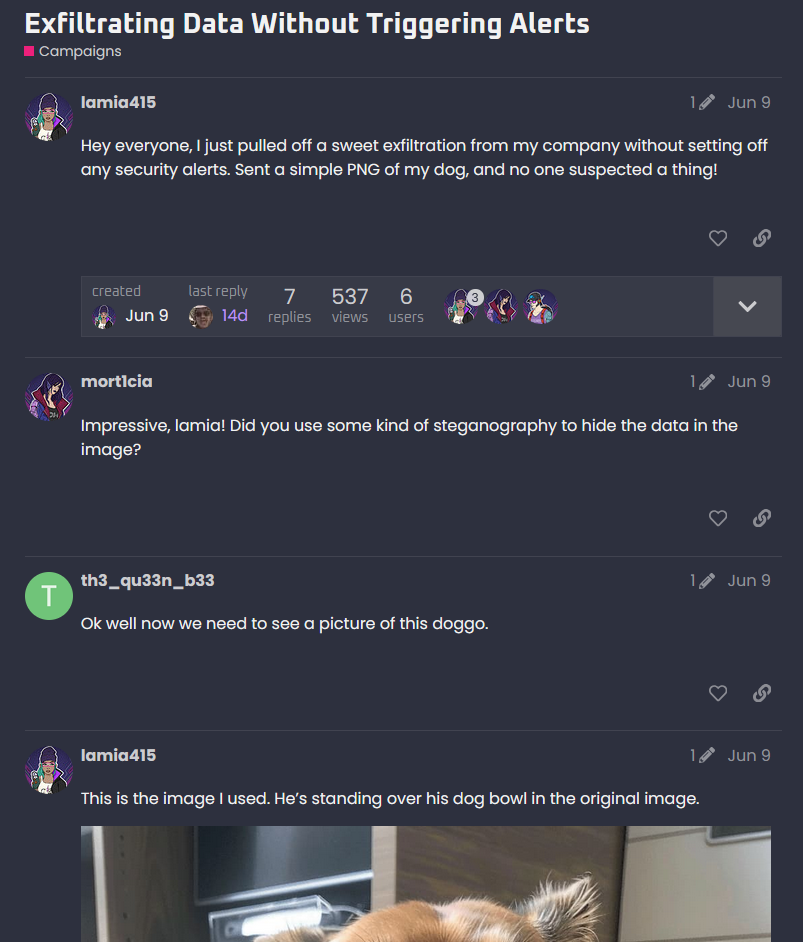 Exfiltrating Data Without Triggering Alerts
Campaigns
lamia415
1 Jun 9
Hey everyone, I just pulled off a sweet exfiltration from my company without setting off
any security alerts. Sent a simple PNG of my dog, and no one suspected a thing!
created
Jun 9
last reply
14d
7
replies
537
views
6
users
3
mort1cia
1 Jun 9
Impressive, lamia! Did you use some kind of steganography to hide the data in the
image?
T
th3_qu33n_b33
1 Jun 9
Ok well now we need to see a picture of this doggo.
lamia415
1 Jun 9
This is the image I used. He’s standing over his dog bowl in the original image.